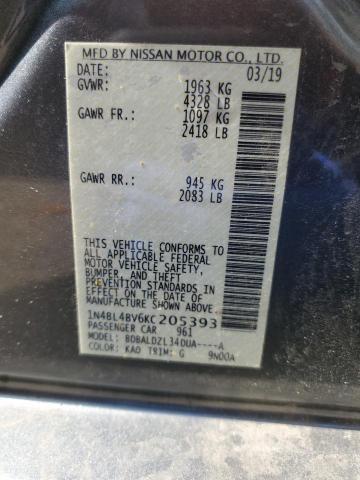 MFD BY NISSAN MOTOR CO., LTD.
DATE: 03/19
GVWR: 1963 KG
4328 LB
GAWR FR: 1097 KG
2418 LB
GAWR RR: 945 KG
2083 LB
THIS VEHICLE CONFORMS TO
ALL APPLICABLE FEDERAL
MOTOR VEHICLE SAFETY,
BUMPER, AND THEFT
PREVENTION STANDARDS IN
EFFECT ON THE DATE OF
MANUFACTURE SHOWN ABOVE.
1N4BL4BV6KC205393
PASSENGER CAR 961
MODEL: BDBALDZL34DUA----A
COLOR: KAD TRIM: G 9N00A